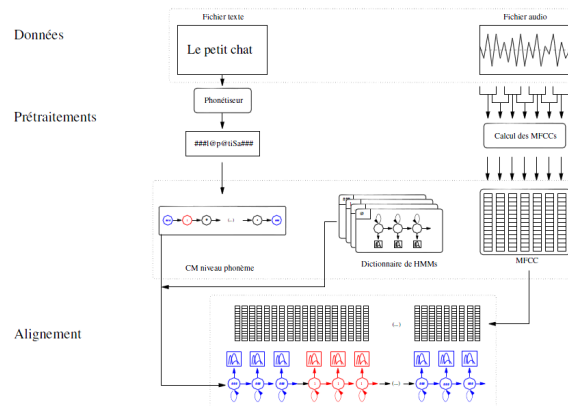 Fichier texte
Fichier audio
Données
Le petit chat
Phonétiseur
Prétraitements
Calcul des MFCCs
###l@p@tiSa###
(...)
CM niveau phonème
Dictionnaire de HMMs
MFCC
(...)
Alignement
(...)